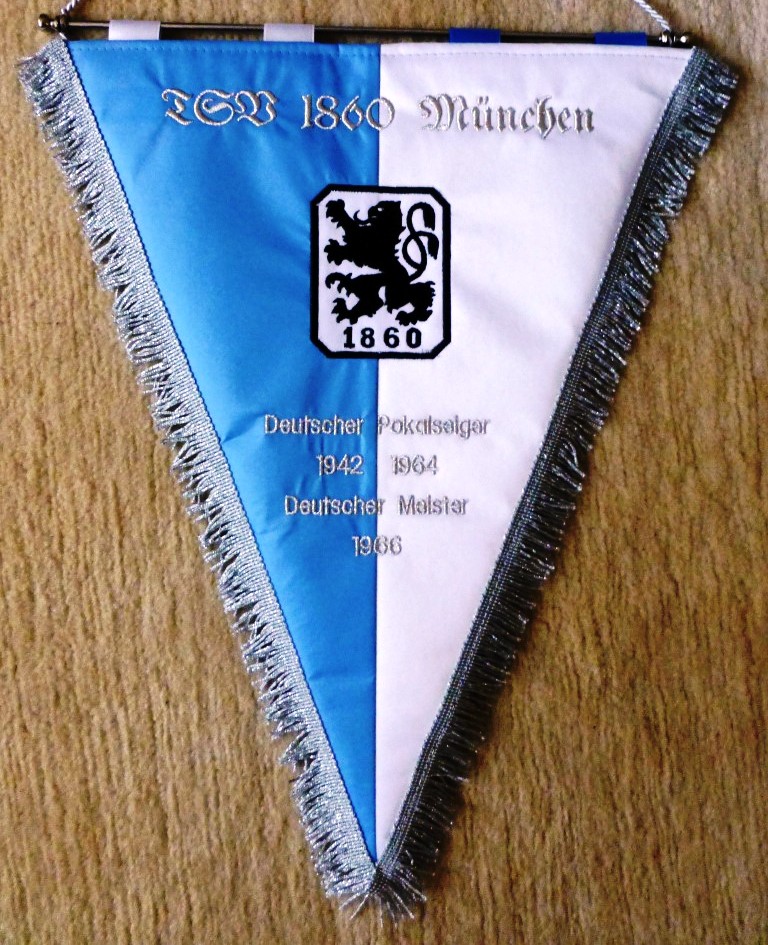 TSV 1860 München
1860
Deutscher Pokalseiger
1942 1964
Deutscher Meister
1966